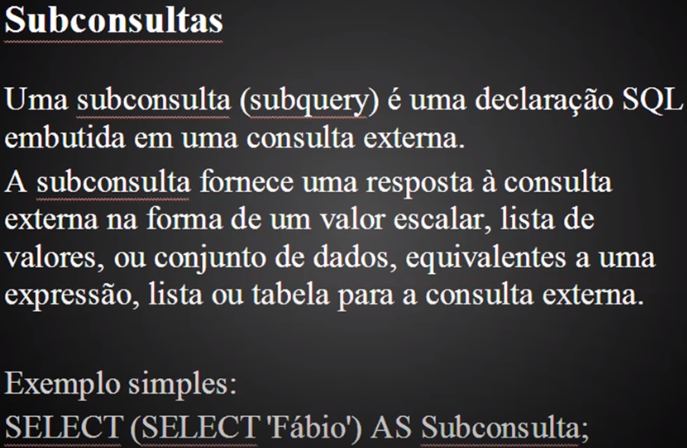 Subconsultas
Uma subconsulta (subquery) é uma declaração SQL
embutida em uma consulta externa.
A subconsulta fornece uma resposta à consulta
externa na forma de um valor escalar, lista de
valores, ou conjunto de dados, equivalentes a uma
expressão, lista ou tabela para a consulta externa.
Exemplo simples:
SELECT (SELECT 'Fábio') AS Subconsulta;